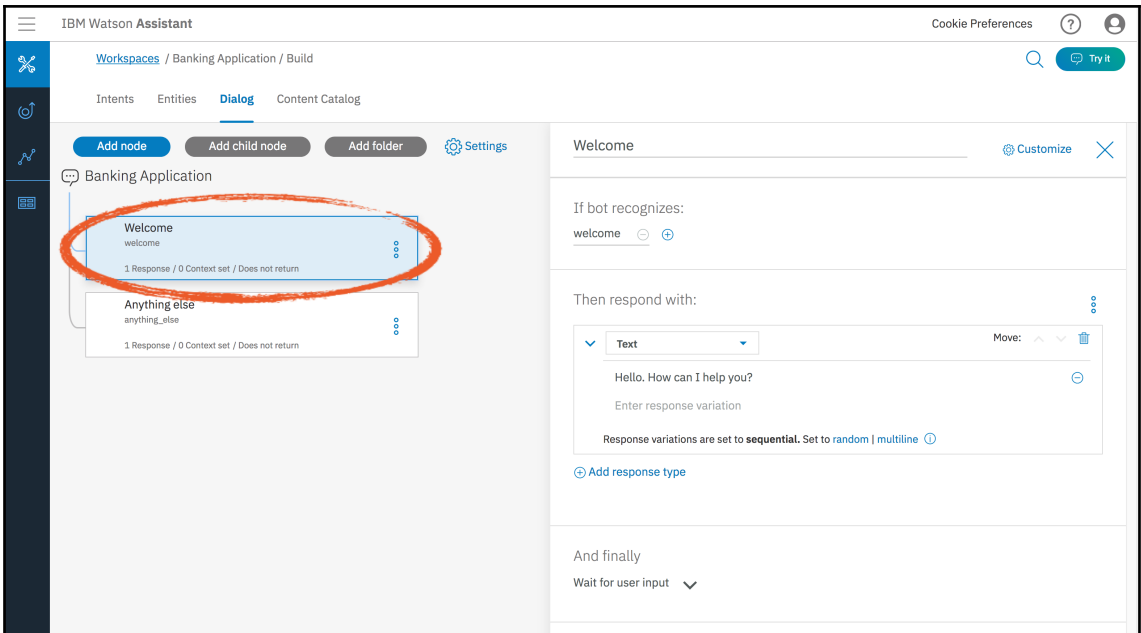 IBM Watson Assistant
Cookie Preferences
?
Workspaces / Banking Application / Build
Try it
Intents Entities Dialog Content Catalog
Add node Add child node Add folder Settings
Banking Application
Welcome
welcome
1 Response / 0 Context set / Does not return
Anything else
anything_else
1 Response / 0 Context set / Does not return
Welcome
Customize
If bot recognizes:
welcome
Then respond with:
Text
Move:
Hello. How can I help you?
Enter response variation
Response variations are set to sequential. Set to random | multiline
Add response type
And finally
Wait for user input